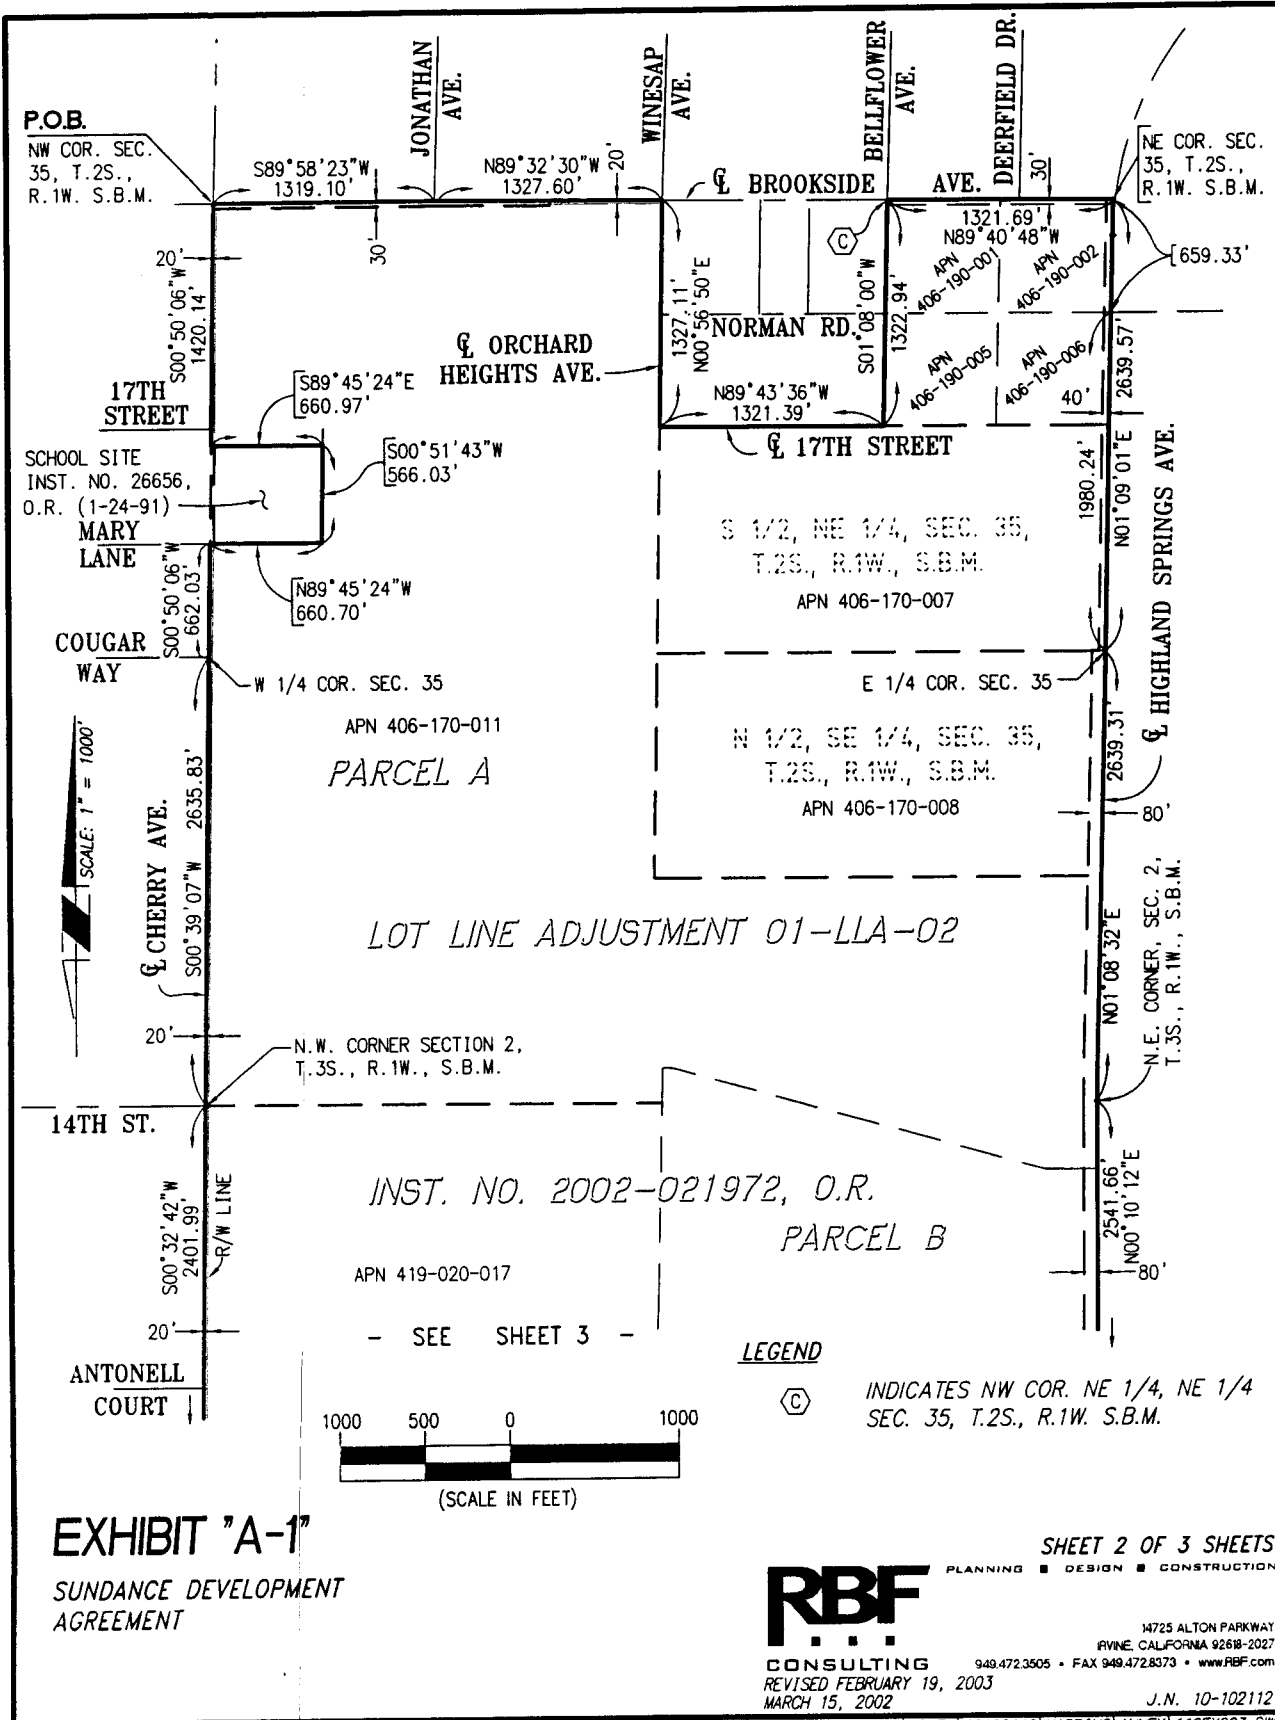 JONATHAN
AVE.
WINESAP
AVE.
BELLFLOWER
AVE.
DEERFIELD DR.
P.O.B.
NW COR. SEC.
35, T.2S.,
R.1W. S.B.M.
S89°58'23"W
1319.10'
N89°32'30"W
1327.60'
20'
℄ BROOKSIDE AVE.
30'
NE COR. SEC.
35, T.2S.,
R.1W. S.B.M.
C
1321.69'
N89°40'48"W
659.33'
20'
30'
S00°50'06"W
1420.14'
1327.11'
N00°56'50"E
S01°08'00"W
1322.94'
APN
406-190-001
APN
406-190-002
NORMAN RD.
℄ ORCHARD
HEIGHTS AVE.
APN
406-190-005
APN
406-190-006
2639.57'
17TH
STREET
S89°45'24"E
660.97'
N89°43'36"W
1321.39'
40'
℄ 17TH STREET
SCHOOL SITE
INST. NO. 26656,
O.R. (1-24-91)
S00°51'43"W
566.03'
1980.24'
N01°09'01"E
℄ HIGHLAND SPRINGS AVE.
MARY
LANE
S 1/2, NE 1/4, SEC. 35,
T.2S., R.1W., S.B.M.
APN 406-170-007
S00°50'06"W
662.03'
N89°45'24"W
660.70'
COUGAR
WAY
W 1/4 COR. SEC. 35
E 1/4 COR. SEC. 35
APN 406-170-011
PARCEL A
N 1/2, SE 1/4, SEC. 35,
T.2S., R.1W., S.B.M.
APN 406-170-008
2639.31'
80'
SCALE: 1" = 1000'
℄ CHERRY AVE.
S00°39'07"W 2635.83'
LOT LINE ADJUSTMENT 01-LLA-02
N01°08'32"E
N.E. CORNER, SEC. 2,
T.3S., R.1W., S.B.M.
20'
N.W. CORNER SECTION 2,
T.3S., R.1W., S.B.M.
14TH ST.
S00°32'42"W
2401.99'
R/W LINE
INST. NO. 2002-021972, O.R.
PARCEL B
2541.66'
N00°10'12"E
APN 419-020-017
80'
20'
- SEE SHEET 3 -
ANTONELL
COURT
LEGEND
C
INDICATES NW COR. NE 1/4, NE 1/4
SEC. 35, T.2S., R.1W. S.B.M.
1000 500 0 1000
(SCALE IN FEET)
EXHIBIT "A-1"
SUNDANCE DEVELOPMENT
AGREEMENT
SHEET 2 OF 3 SHEETS
PLANNING ■ DESIGN ■ CONSTRUCTION
RBF
CONSULTING
14725 ALTON PARKWAY
IRVINE, CALIFORNIA 92618-2027
949.472.3505 • FAX 949.472.8373 • www.RBF.com
REVISED FEBRUARY 19, 2003
MARCH 15, 2002
J.N. 10-102112